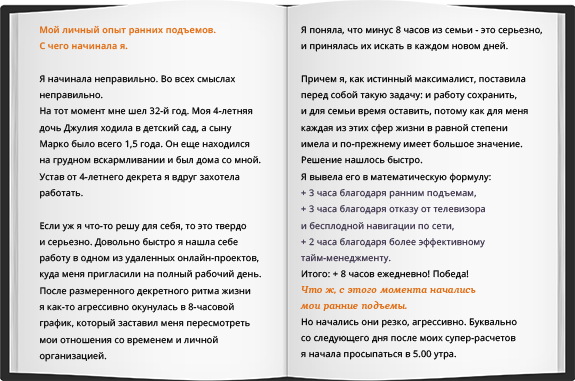 Мой личный опыт ранних подъемов.
С чего начинала я.
Я начинала неправильно. Во всех смыслах
неправильно.
На тот момент мне шел 32-й год. Моя 4-летняя
дочь Джулия ходила в детский сад, а сыну
Марко было всего 1,5 года. Он еще находился
на грудном вскармливании и был дома со мной.
Устав от 4-летнего декрета я вдруг захотела
работать.
Если уж я что-то решу для себя, то это твердо
и серьезно. Довольно быстро я нашла себе
работу в одном из удаленных онлайн-проектов,
куда меня пригласили на полный рабочий день.
После размеренного декретного ритма жизни
я как-то агрессивно окунулась в 8-часовой
график, который заставил меня пересмотреть
мои отношения со временем и личной
организацией.
Я поняла, что минус 8 часов из семьи - это серьезно,
и принялась их искать в каждом новом дней.
Причем я, как истинный максималист, поставила
перед собой такую задачу: и работу сохранить,
и для семьи время оставить, потому как для меня
каждая из этих сфер жизни в равной степени
имела и по-прежнему имеет большое значение.
Решение нашлось быстро.
Я вывела его в математическую формулу:
+ 3 часа благодаря ранним подъемам,
+ 3 часа благодаря отказу от телевизора
и бесплодной навигации по сети,
+ 2 часа благодаря более эффективному
тайм-менеджменту.
Итого: + 8 часов ежедневно! Победа!
Что ж, с этого момента начались
мои ранние подъемы.
Но начались они резко, агрессивно. Буквально
со следующего дня после моих супер-расчетов
я начала просыпаться в 5.00 утра.